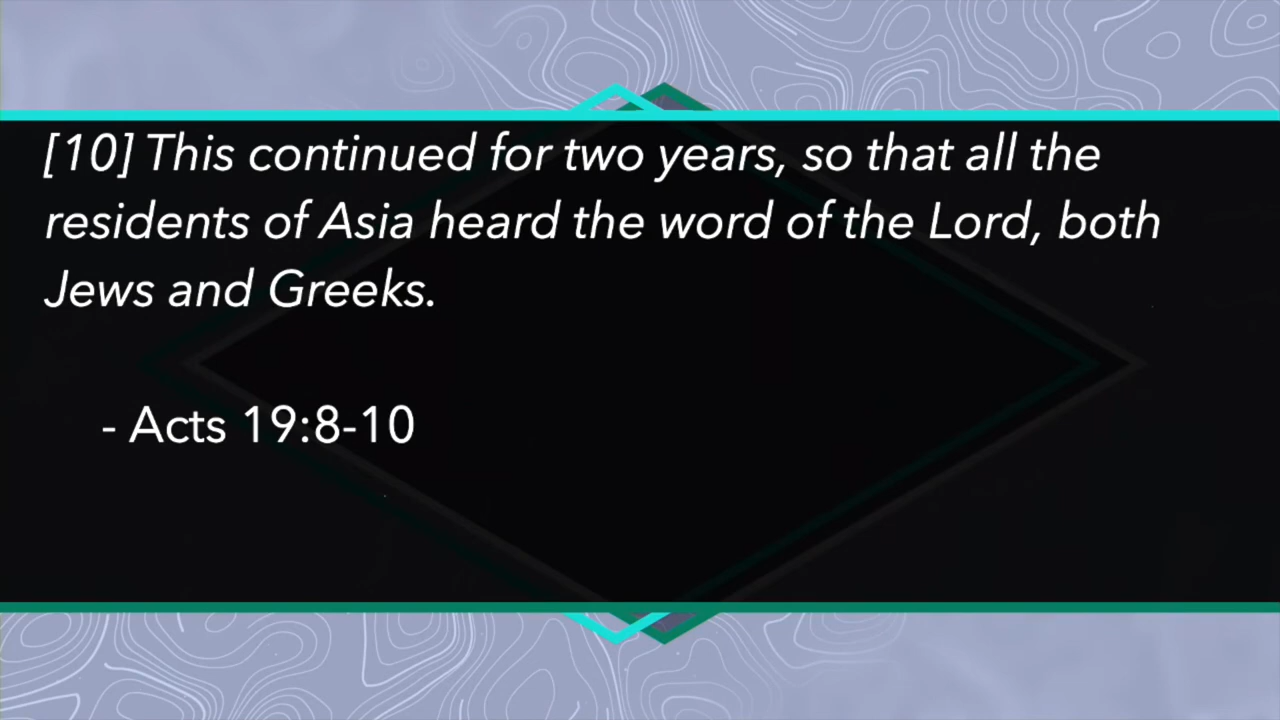 [10] This continued for two years, so that all the
residents of Asia heard the word of the Lord, both
Jews and Greeks.
- Acts 19:8-10